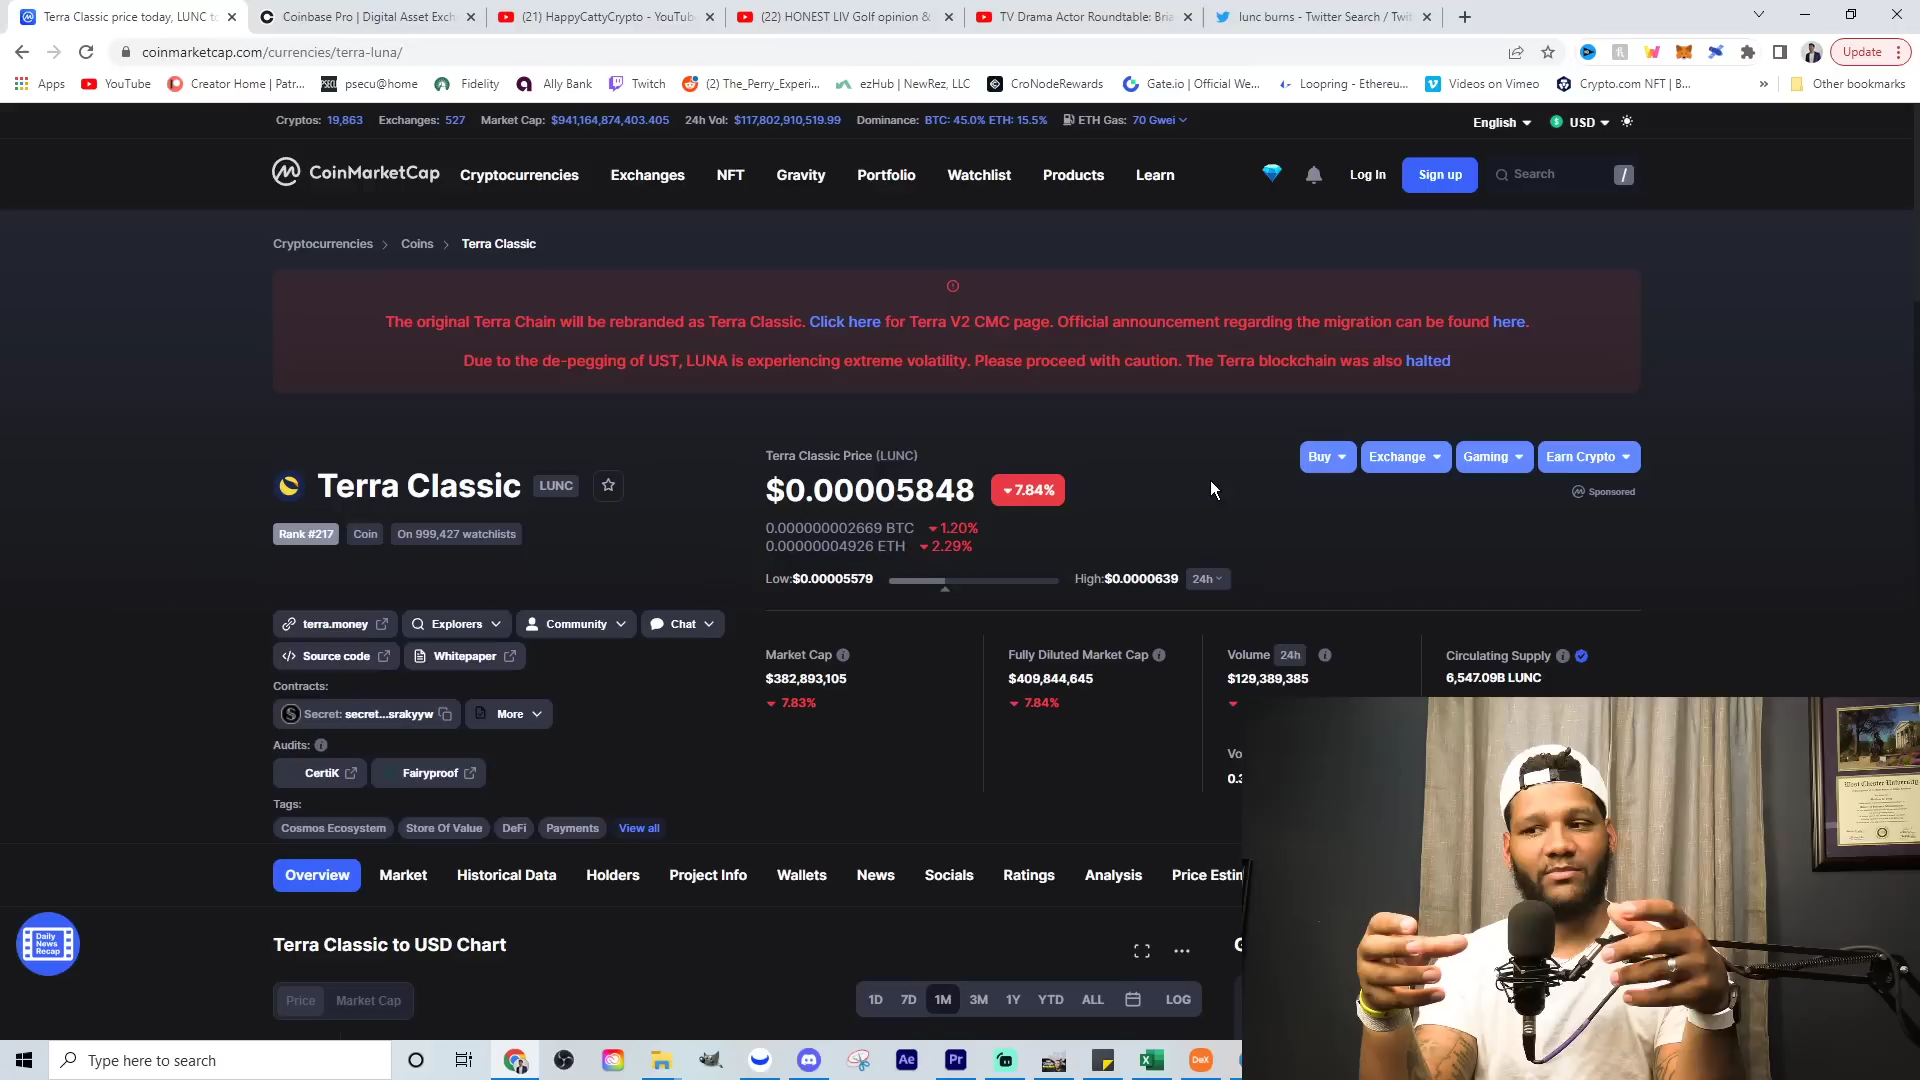 Terra Classic price today, LUNC to
Coinbase Pro | Digital Asset Exch
(21) HappyCattyCrypto - YouTub
(22) HONEST LIV Golf opinion &
TV Drama Actor Roundtable: Bria
lunc burns - Twitter Search / Twit
coinmarketcap.com/currencies/terra-luna/
Update
Apps
YouTube
Creator Home | Patr...
psecu@home
Fidelity
Ally Bank
Twitch
(2) The_Perry_Experi...
ezHub | NewRez, LLC
CroNodeRewards
Gate.io | Official We...
Loopring - Ethereu...
Videos on Vimeo
Crypto.com NFT | B...
»
Other bookmarks
Cryptos: 19,863 Exchanges: 527 Market Cap: $941,164,874,403.405 24h Vol: $117,802,910,519.99 Dominance: BTC: 45.0% ETH: 15.5% ETH Gas: 70 Gwei
English USD
CoinMarketCap
Cryptocurrencies Exchanges NFT Gravity Portfolio Watchlist Products Learn
Log In Sign up Search /
Cryptocurrencies Coins Terra Classic
The original Terra Chain will be rebranded as Terra Classic. Click here for Terra V2 CMC page. Official announcement regarding the migration can be found here.
Due to the de-pegging of UST, LUNA is experiencing extreme volatility. Please proceed with caution. The Terra blockchain was also halted
Terra Classic LUNC
Rank #217 Coin On 999,427 watchlists
Terra Classic Price (LUNC)
$0.00005848 7.84%
0.000000002669 BTC 1.20%
0.00000004926 ETH 2.29%
Low:$0.00005579 High:$0.0000639 24h
Buy Exchange Gaming Earn Crypto
Sponsored
terra.money Explorers Community Chat
Source code Whitepaper
Contracts:
Secret: secret...srakyyw More
Audits:
CertiK Fairyproof
Tags:
Cosmos Ecosystem Store Of Value DeFi Payments View all
Market Cap
$382,893,105
7.83%
Fully Diluted Market Cap
$409,844,645
7.84%
Volume 24h
$129,389,385
Vo
0.3
Circulating Supply
6,547.09B LUNC
Overview Market Historical Data Holders Project Info Wallets News Socials Ratings Analysis Price Estim
Daily
News
Recap
Terra Classic to USD Chart
Price Market Cap
1D 7D 1M 3M 1Y YTD ALL LOG
West Chester University
Type here to search
Ae
Pr
DeX